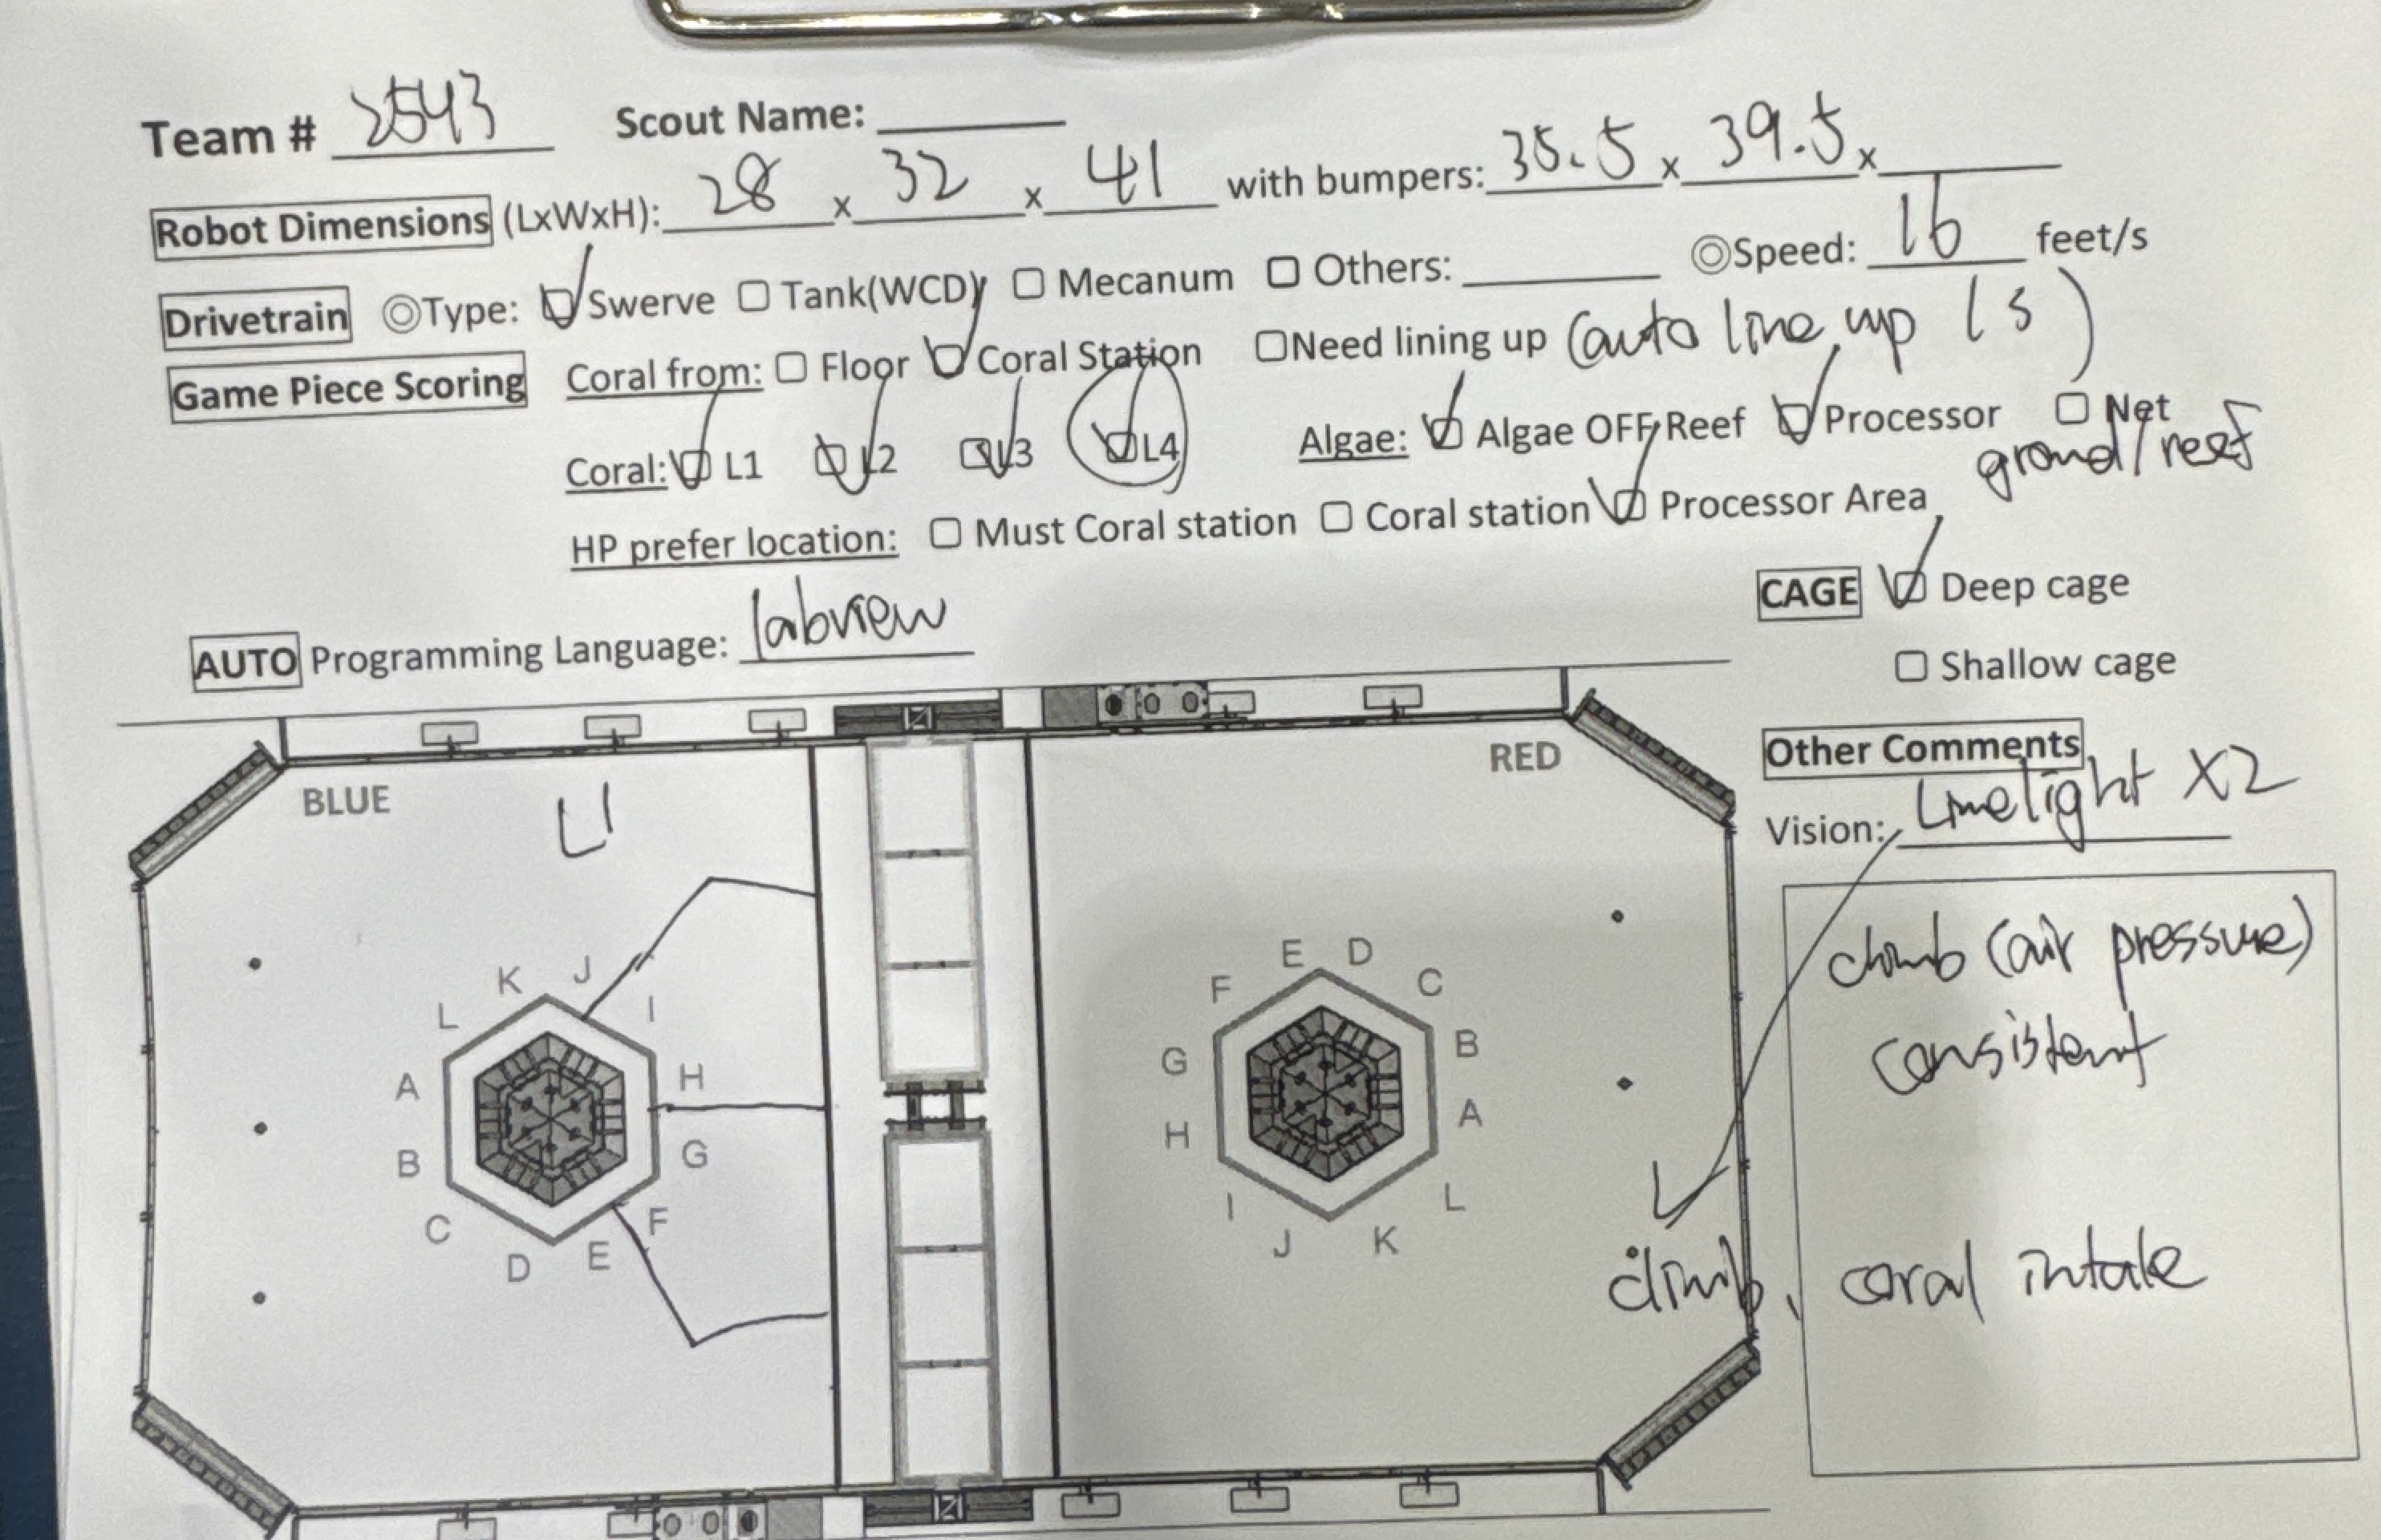 Team # 2543 Scout Name:
Robot Dimensions (LxWxH): 28 x 32 x 41 with bumpers: 35.5 x 39.5 x
Drivetrain ◎Type: ☑ Swerve ☐ Tank(WCD) ☐ Mecanum ☐ Others: ◎Speed: 16 feet/s
Game Piece Scoring Coral from: ☐ Floor ☑ Coral Station ☐Need lining up (auto line up 1s)
Coral: ☑ L1 ☑ L2 ☑ L3 ☑ L4 Algae: ☑ Algae OFF Reef ☑ Processor ☐ Net
ground/reef
HP prefer location: ☐ Must Coral station ☐ Coral station ☑ Processor Area
CAGE ☑ Deep cage
AUTO Programming Language: labview
☐ Shallow cage
Other Comments
Vision: Limelight X2
BLUE
RED
L1
climb (air pressure)
consistent
climb, coral intake
K J
L I
A H
B G
C F
D E
E D
F C
G B
H A
I L
J K